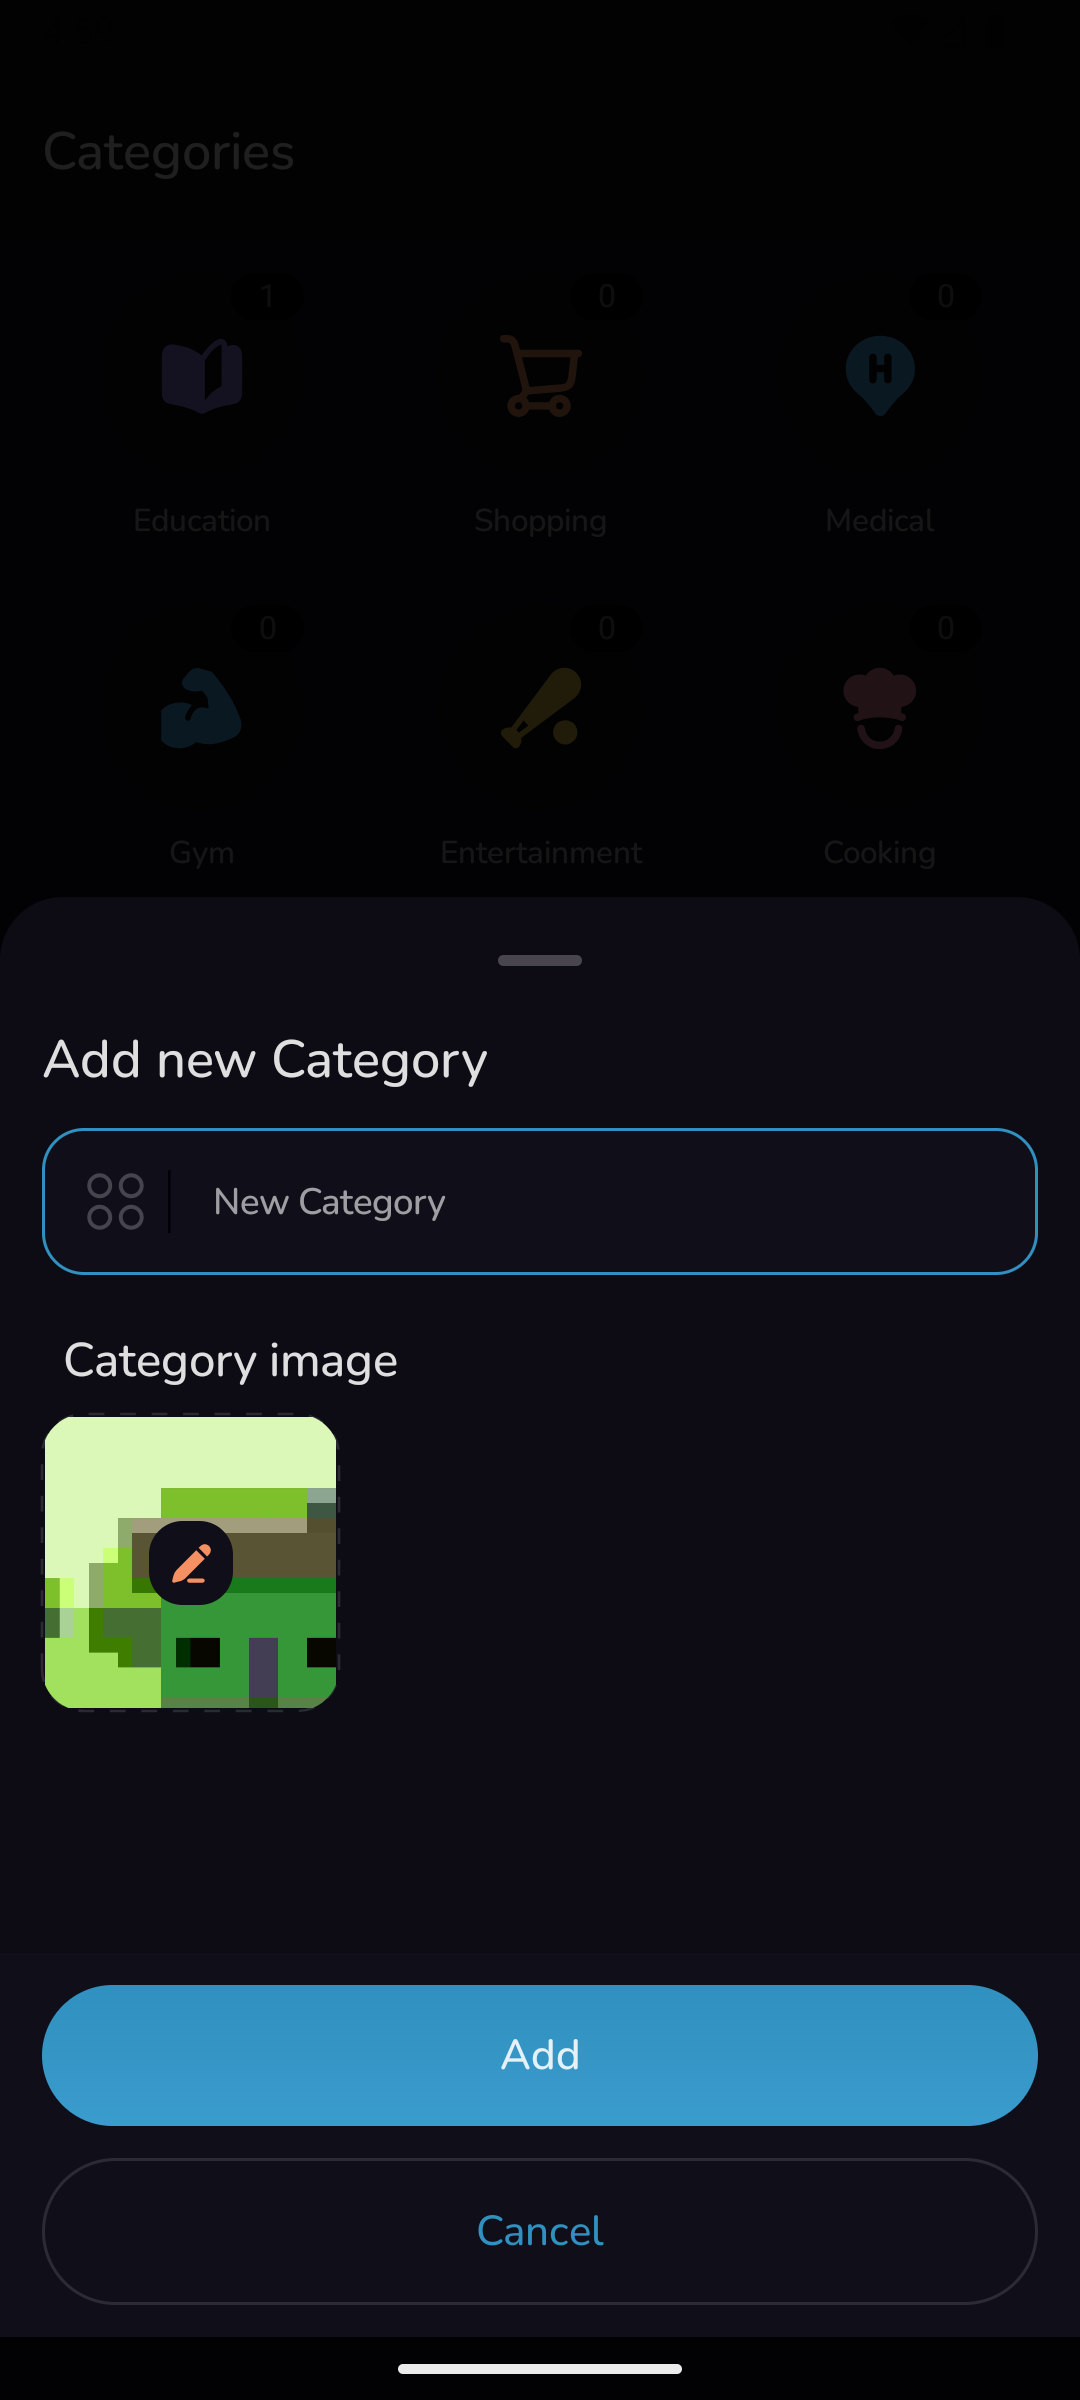 Categories
1
0
0
Education
Shopping
Medical
0
0
0
Gym
Entertainment
Cooking
Add new Category
New Category
Category image
Add
Cancel